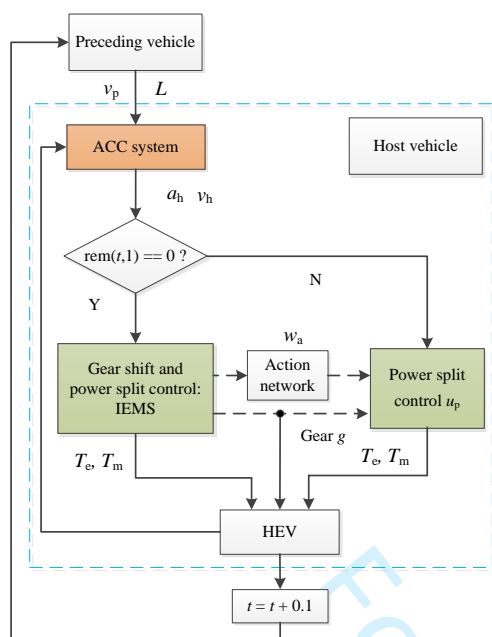 Preceding vehicle
v_p L
ACC system
Host vehicle
a_h v_h
rem(t,1) == 0 ?
N
Y
w_a
Gear shift and
power split control:
IEMS
Action
network
Power split
control u_p
Gear g
T_e, T_m
T_e, T_m
HEV
t = t + 0.1